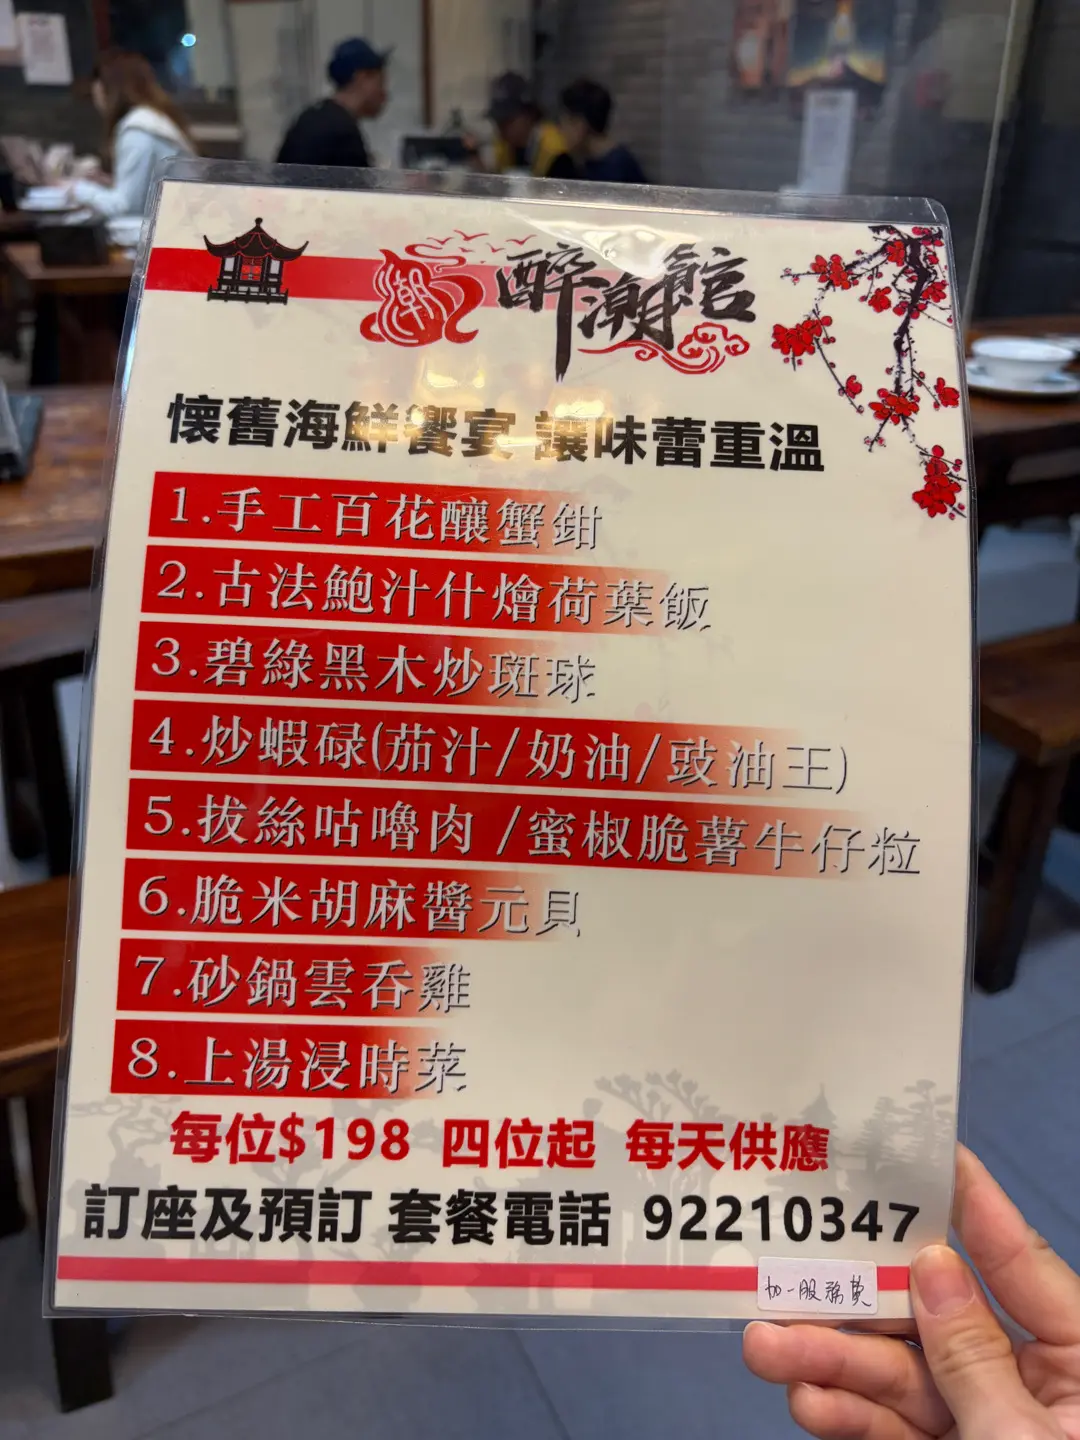 潮 醉潮館
懷舊海鮮饗宴 讓味蕾重溫
1.手工百花釀蟹鉗
2.古法鮑汁什燴荷葉飯
3.碧綠黑木炒斑球
4.炒蝦碌(茄汁/奶油/豉油王)
5.拔絲咕嚕肉 /蜜椒脆薯牛仔粒
6.脆米胡麻醬元貝
7.砂鍋雲吞雞
8.上湯浸時菜
每位$198 四位起 每天供應
訂座及預訂 套餐電話 92210347
加一服務費